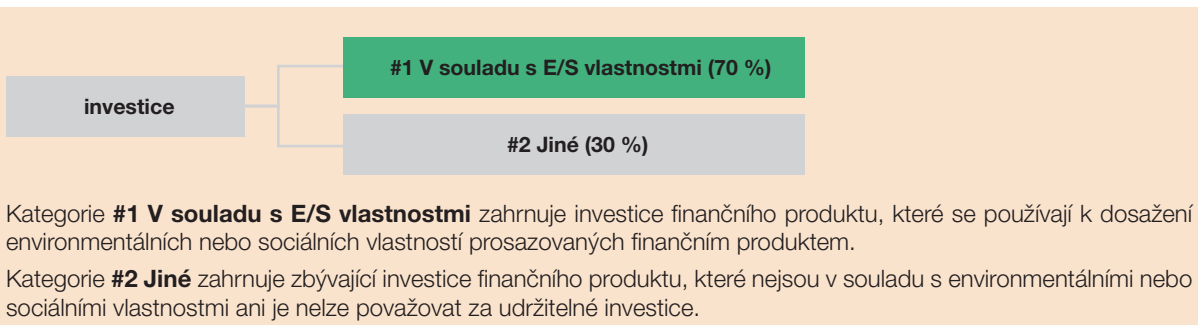 #1 V souladu s E/S vlastnostmi (70 %)
investice
#2 Jiné (30 %)
Kategorie #1 V souladu s E/S vlastnostmi zahrnuje investice finančního produktu, které se používají k dosažení
environmentálních nebo sociálních vlastností prosazovaných finančním produktem.
Kategorie #2 Jiné zahrnuje zbývající investice finančního produktu, které nejsou v souladu s environmentálními nebo
sociálními vlastnostmi ani je nelze považovat za udržitelné investice.